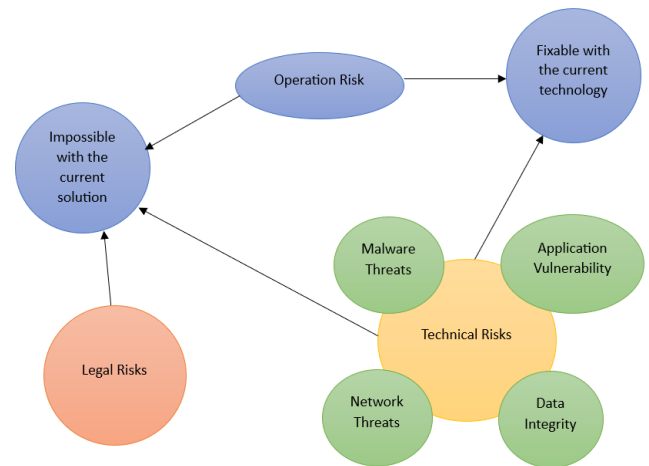 Fixable with
the current
technology
Operation Risk
Impossible
with the
current
solution
Malware
Threats
Application
Vulnerability
Technical Risks
Legal Risks
Network
Threats
Data
Integrity